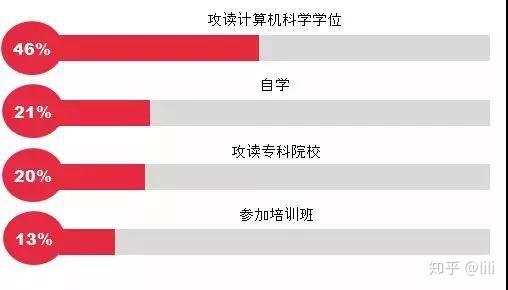 攻读计算机科学学位
46%
自学
21%
攻读专科院校
20%
参加培训班
13%
知乎 @lili